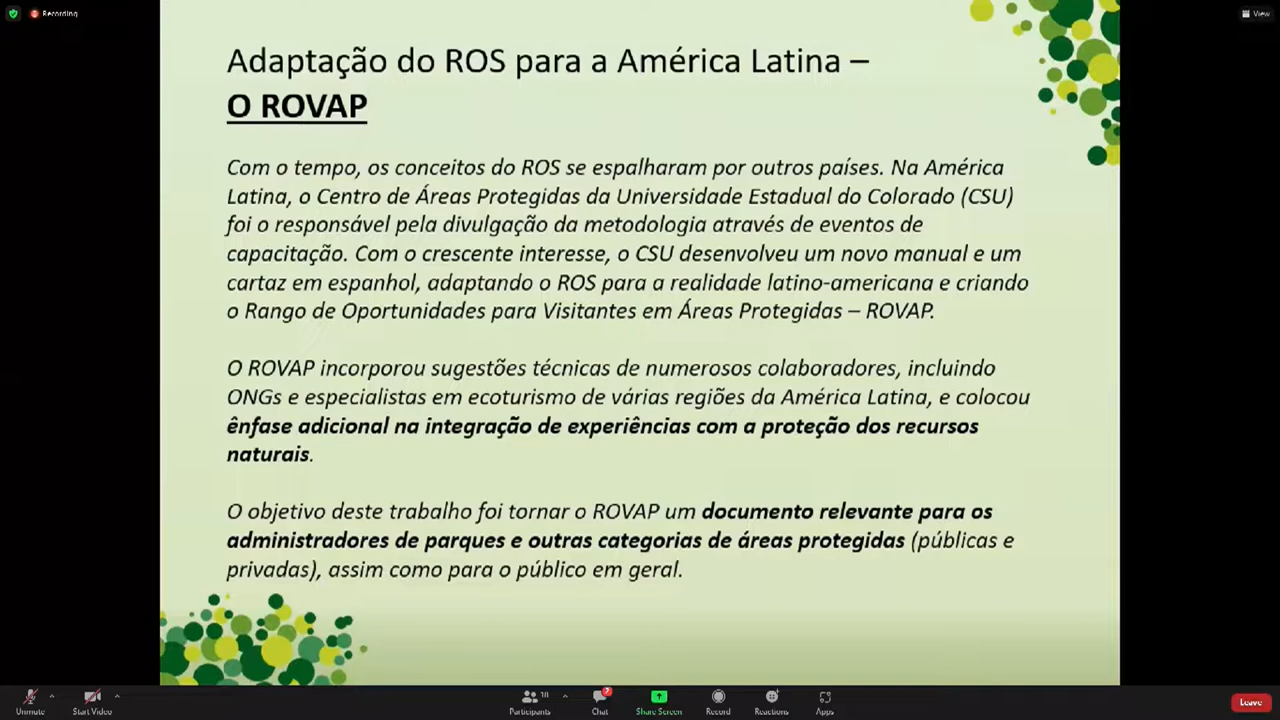 Recording
View
Adaptação do ROS para a América Latina –
O ROVAP
Com o tempo, os conceitos do ROS se espalharam por outros países. Na América
Latina, o Centro de Áreas Protegidas da Universidade Estadual do Colorado (CSU)
foi o responsável pela divulgação da metodologia através de eventos de
capacitação. Com o crescente interesse, o CSU desenvolveu um novo manual e um
cartaz em espanhol, adaptando o ROS para a realidade latino-americana e criando
o Rango de Oportunidades para Visitantes em Áreas Protegidas – ROVAP.
O ROVAP incorporou sugestões técnicas de numerosos colaboradores, incluindo
ONGs e especialistas em ecoturismo de várias regiões da América Latina, e colocou
ênfase adicional na integração de experiências com a proteção dos recursos
naturais.
O objetivo deste trabalho foi tornar o ROVAP um documento relevante para os
administradores de parques e outras categorias de áreas protegidas (públicas e
privadas), assim como para o público em geral.
Unmute
Start Video
Participants
Chat
Share Screen
Record
Reactions
Apps
Leave